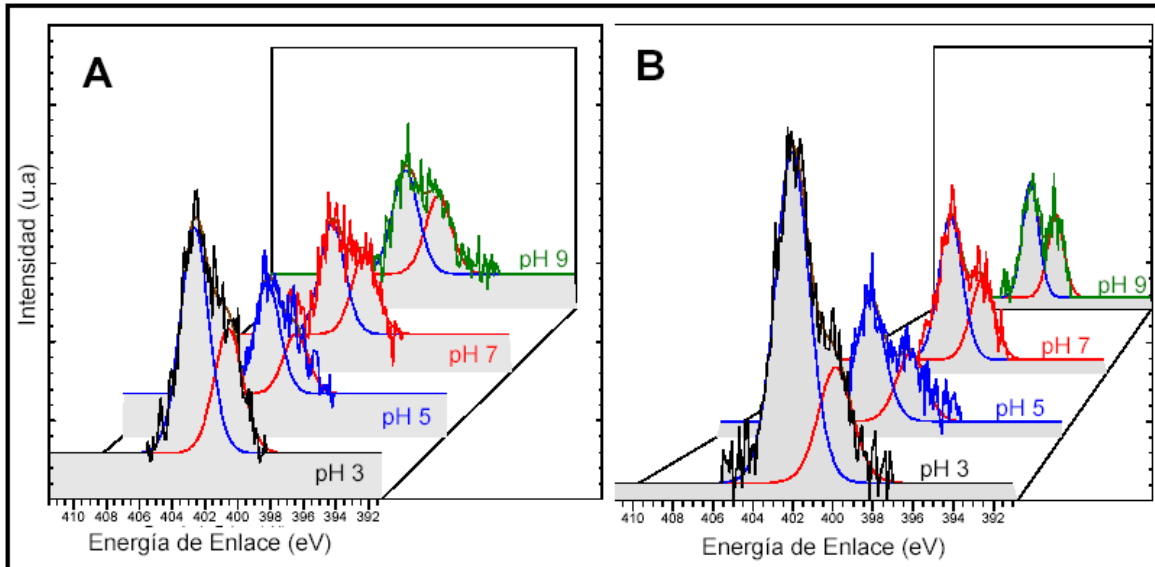 A
B
Intensidad (u.a)
pH 9
pH 7
pH 5
pH 3
410 408 406 404 402 400 398 396 394 392
Energía de Enlace (eV)
pH 9
pH 7
pH 5
pH 3
410 408 406 404 402 400 398 396 394 392
Energía de Enlace (eV)